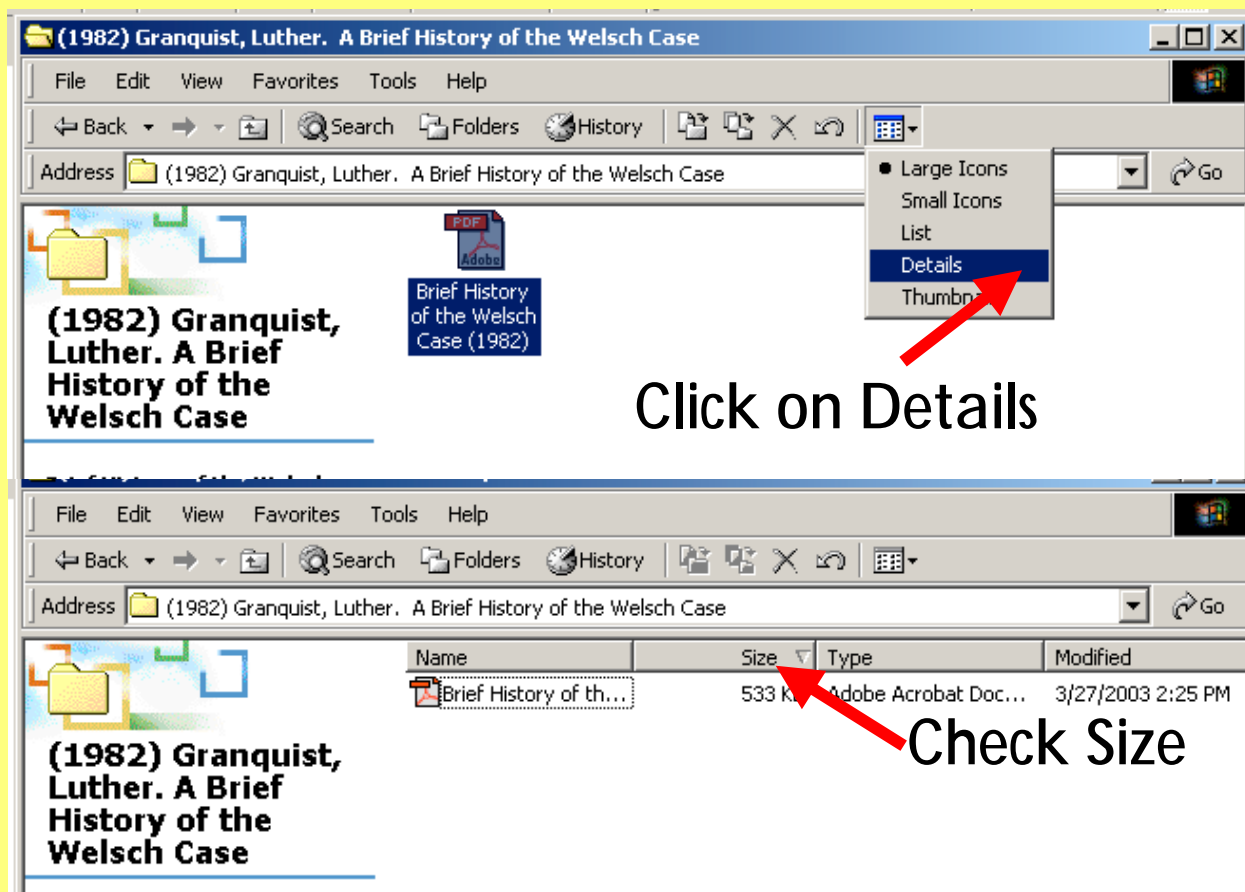 (1982) Granquist, Luther. A Brief History of the Welsch Case
File Edit View Favorites Tools Help
Back Search Folders History
Address (1982) Granquist, Luther. A Brief History of the Welsch Case Go
Large Icons
Small Icons
List
Details
PDF
Adobe
Brief History
of the Welsch
Case (1982)
(1982) Granquist,
Luther. A Brief
History of the
Welsch Case
Click on Details
File Edit View Favorites Tools Help
Back Search Folders History
Address (1982) Granquist, Luther. A Brief History of the Welsch Case Go
Name Size Type Modified
Brief History of th... 533 Adobe Acrobat Doc... 3/27/2003 2:25 PM
Check Size
(1982) Granquist,
Luther. A Brief
History of the
Welsch Case